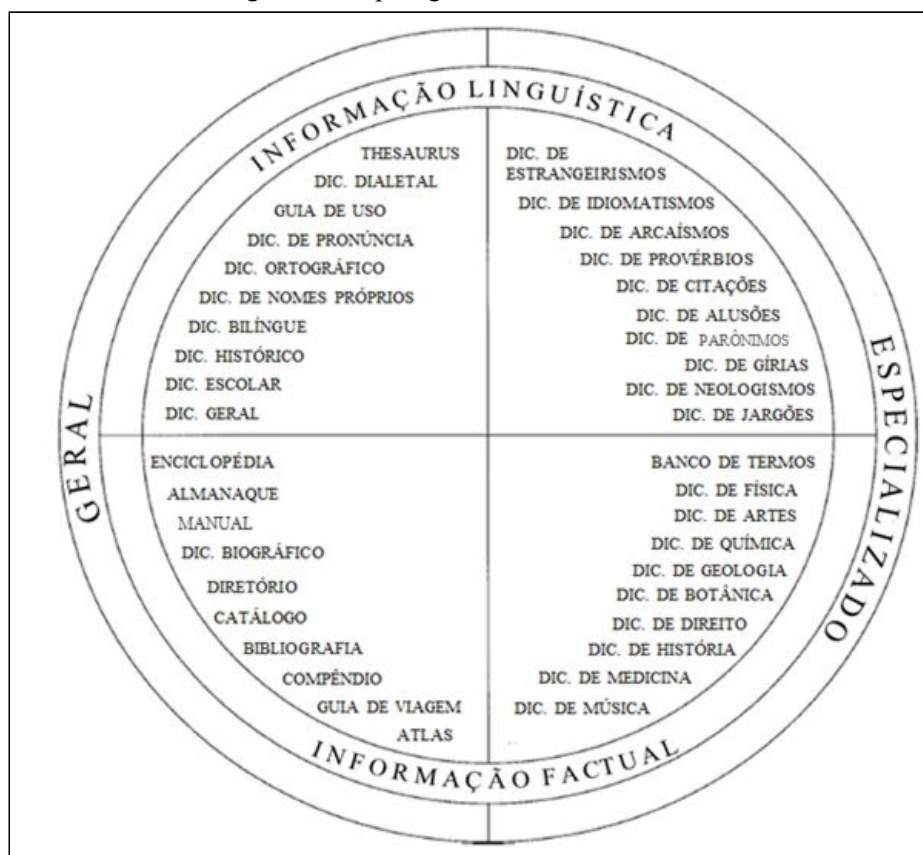 INFORMAÇÃO LINGUÍSTICA
GERAL
ESPECIALIZADO
THESAURUS
DIC. DIALETAL
GUIA DE USO
DIC. DE PRONÚNCIA
DIC. ORTOGRÁFICO
DIC. DE NOMES PRÓPRIOS
DIC. BILÍNGUE
DIC. HISTÓRICO
DIC. ESCOLAR
DIC. GERAL
DIC. DE
ESTRANGEIRISMOS
DIC. DE IDIOMATISMOS
DIC. DE ARCAÍSMOS
DIC. DE PROVÉRBIOS
DIC. DE CITAÇÕES
DIC. DE ALUSÕES
DIC. DE PARÔNIMOS
DIC. DE GÍRIAS
DIC. DE NEOLOGISMOS
DIC. DE JARGÕES
ENCICLOPÉDIA
ALMANAQUE
MANUAL
DIC. BIOGRÁFICO
DIRETÓRIO
CATÁLOGO
BIBLIOGRAFIA
COMPÊNDIO
GUIA DE VIAGEM
ATLAS
BANCO DE TERMOS
DIC. DE FÍSICA
DIC. DE ARTES
DIC. DE QUÍMICA
DIC. DE GEOLOGIA
DIC. DE BOTÂNICA
DIC. DE DIREITO
DIC. DE HISTÓRIA
DIC. DE MEDICINA
DIC. DE MÚSICA
INFORMAÇÃO FACTUAL